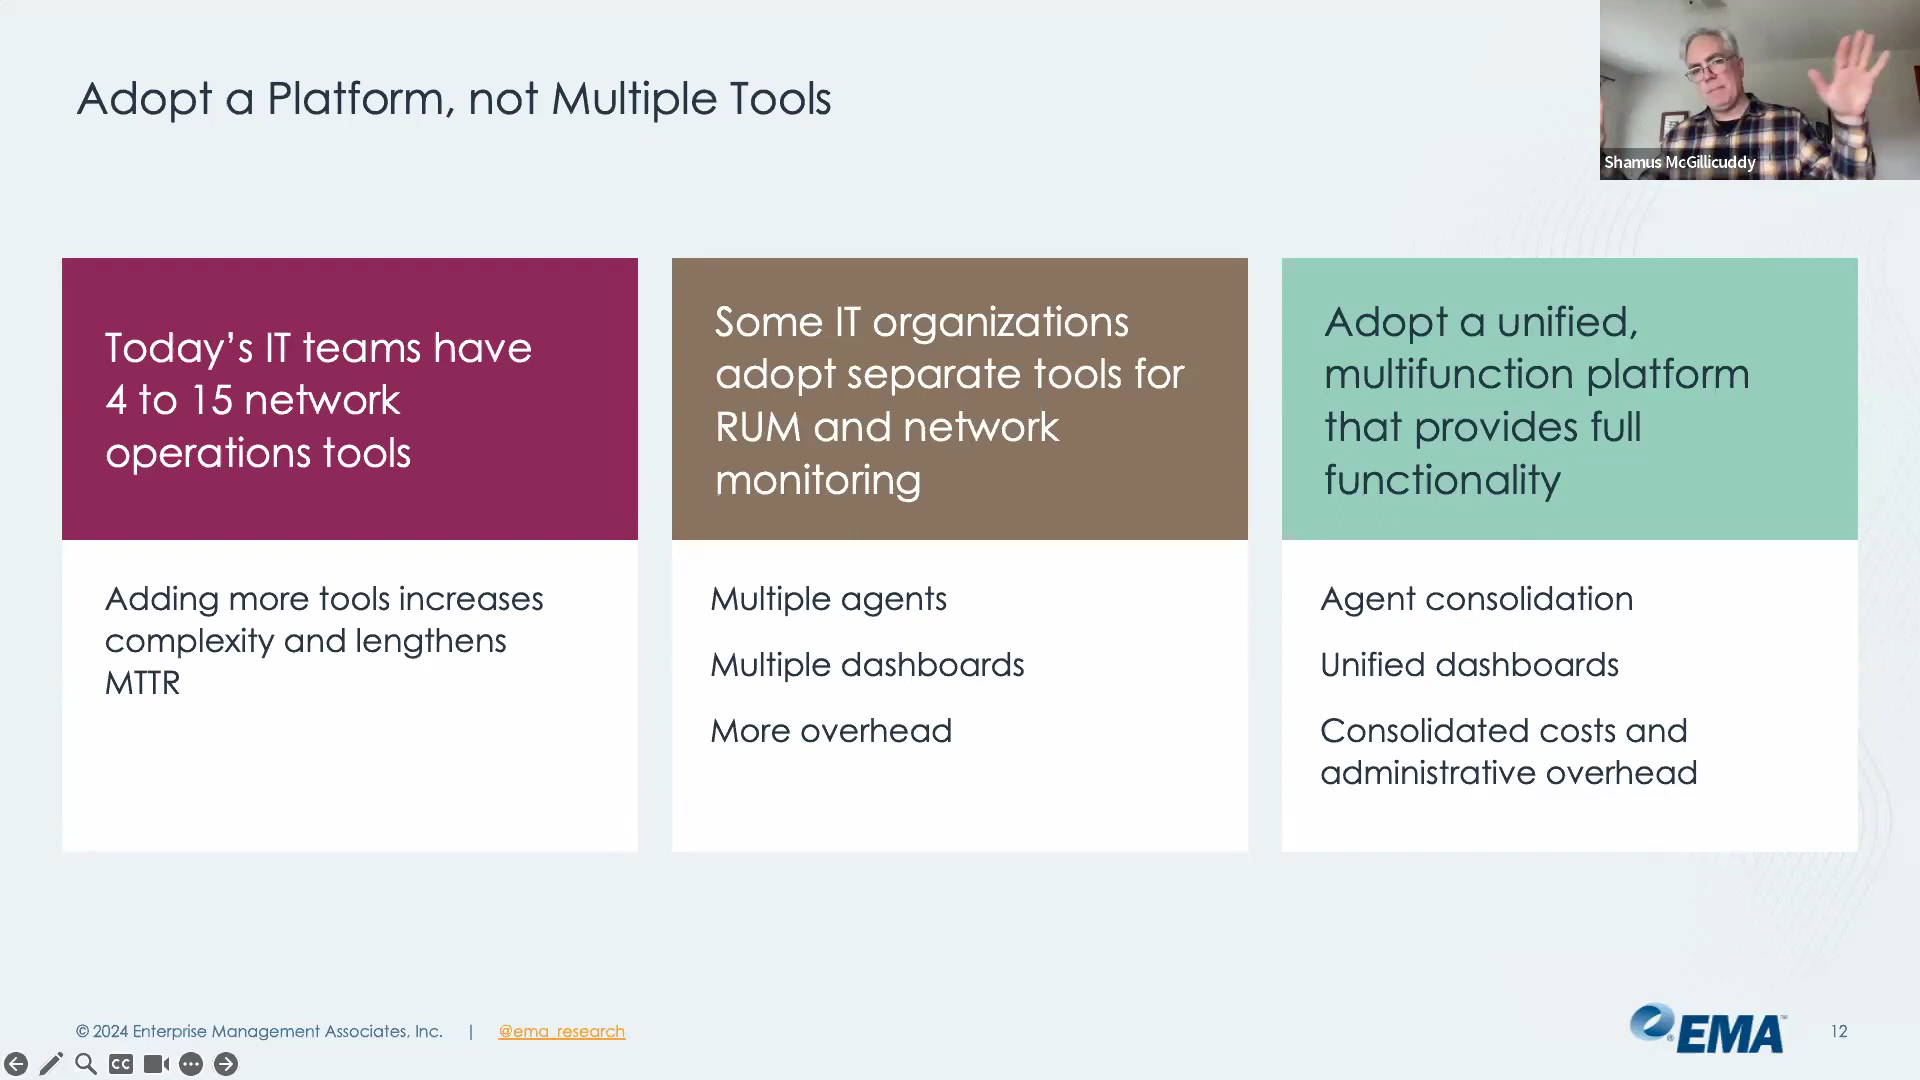 Adopt a Platform, not Multiple Tools
Shamus McGillicuddy
Today’s IT teams have
4 to 15 network
operations tools
Adding more tools increases
complexity and lengthens
MTTR
Some IT organizations
adopt separate tools for
RUM and network
monitoring
Multiple agents
Multiple dashboards
More overhead
Adopt a unified,
multifunction platform
that provides full
functionality
Agent consolidation
Unified dashboards
Consolidated costs and
administrative overhead
© 2024 Enterprise Management Associates, Inc. | @ema_research
EMA™
12
CC